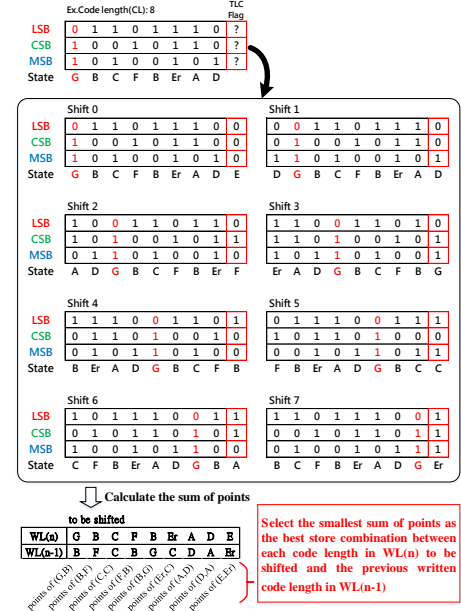 TLC
Ex.Code length(CL): 8 Flag
LSB 0 1 1 0 1 1 1 0 ?
CSB 1 0 0 1 0 1 1 0 ?
MSB 1 0 1 0 0 1 0 1 ?
State G B C F B Er A D
Shift 0 Shift 1
LSB 0 1 1 0 1 1 1 0 0 0 0 1 1 0 1 1 1 0
CSB 1 0 0 1 0 1 1 0 0 0 1 0 0 1 0 1 1 0
MSB 1 0 1 0 0 1 0 1 0 1 1 0 1 0 0 1 0 1
State G B C F B Er A D E D G B C F B Er A D
Shift 2 Shift 3
LSB 1 0 0 1 1 0 1 1 0 1 1 0 0 1 1 0 1 0
CSB 1 0 1 0 0 1 0 1 1 1 1 0 1 0 0 1 0 1
MSB 0 1 1 0 1 0 0 1 0 1 0 1 1 0 1 0 0 1
State A D G B C F B Er F Er A D G B C F B G
Shift 4 Shift 5
LSB 1 1 1 0 0 1 1 0 1 0 1 1 1 0 0 1 1 1
CSB 0 1 1 0 1 0 0 1 0 1 0 1 1 0 1 0 0 0
MSB 0 1 0 1 1 0 1 0 0 0 0 1 0 1 1 0 1 1
State B Er A D G B C F B F B Er A D G B C C
Shift 6 Shift 7
LSB 1 0 1 1 1 0 0 1 1 1 1 0 1 1 1 0 0 1
CSB 0 1 0 1 1 0 1 0 1 0 0 1 0 1 1 0 1 1
MSB 1 0 0 1 0 1 1 0 0 0 1 0 0 1 0 1 1 1
State C F B Er A D G B A B C F B Er A D G Er
Calculate the sum of points
to be shifted
WL(n) G B C F B Er A D E
WL(n-1) B F C B G C D A Er
points of (G,B)
points of (B,F)
points of (C,C)
points of (F,B)
points of (B,G)
points of (Er,C)
points of (A,D)
points of (D,A)
points of (E,Er)
Select the smallest sum of points as
the best store combination between
each code length in WL(n) to be
shifted and the previous written
code length in WL(n-1)